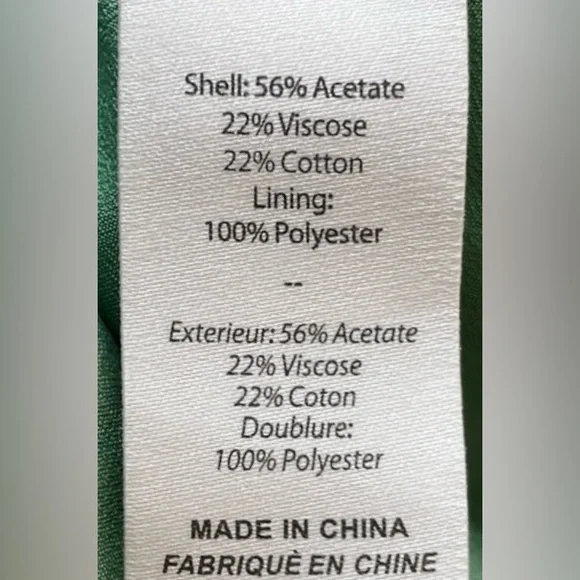 Shell: 56% Acetate
22% Viscose
22% Cotton
Lining:
100% Polyester
--
Exterieur: 56% Acetate
22% Viscose
22% Coton
Doublure:
100% Polyester
MADE IN CHINA
FABRIQUÈ EN CHINE